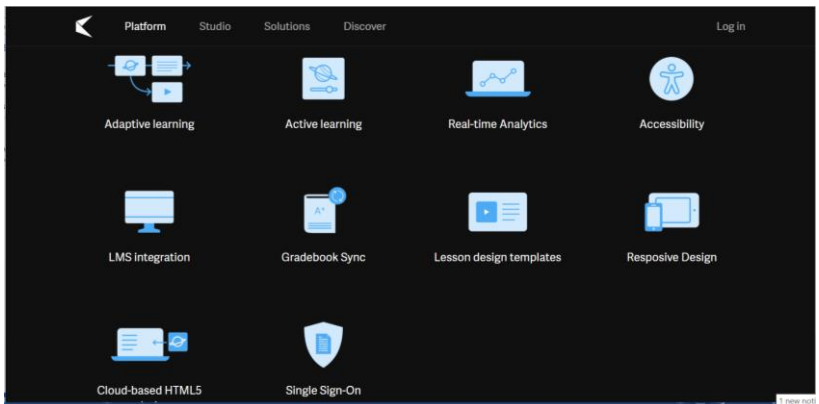 Platform Studio Solutions Discover Log in
Adaptive learning Active learning Real-time Analytics Accessibility
A+
LMS integration Gradebook Sync Lesson design templates Resposive Design
Cloud-based HTML5 Single Sign-On
1 new noti